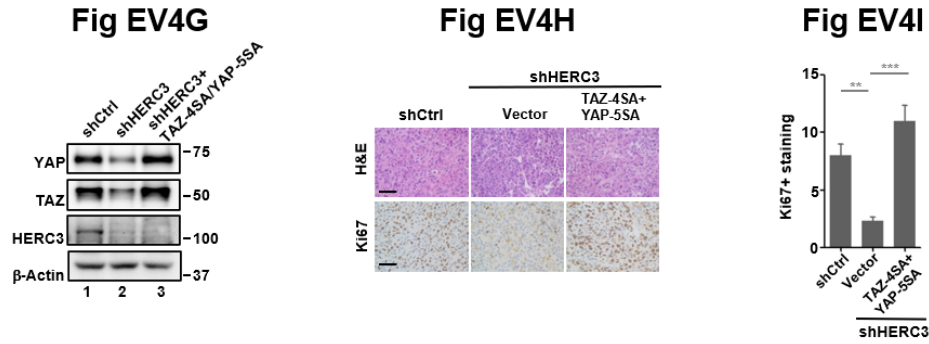 Fig EV4G
shCtrl
shHERC3
shHERC3+
TAZ-4SA/YAP-5SA
YAP
75
TAZ
50
HERC3
100
β-Actin
37
1 2 3
Fig EV4H
shHERC3
shCtrl
Vector
TAZ-4SA+
YAP-5SA
H&E
Ki67
Fig EV4I
***
**
Ki67+ staining
15
10
5
0
shCtrl
Vector
TAZ-4SA+
YAP-5SA
shHERC3